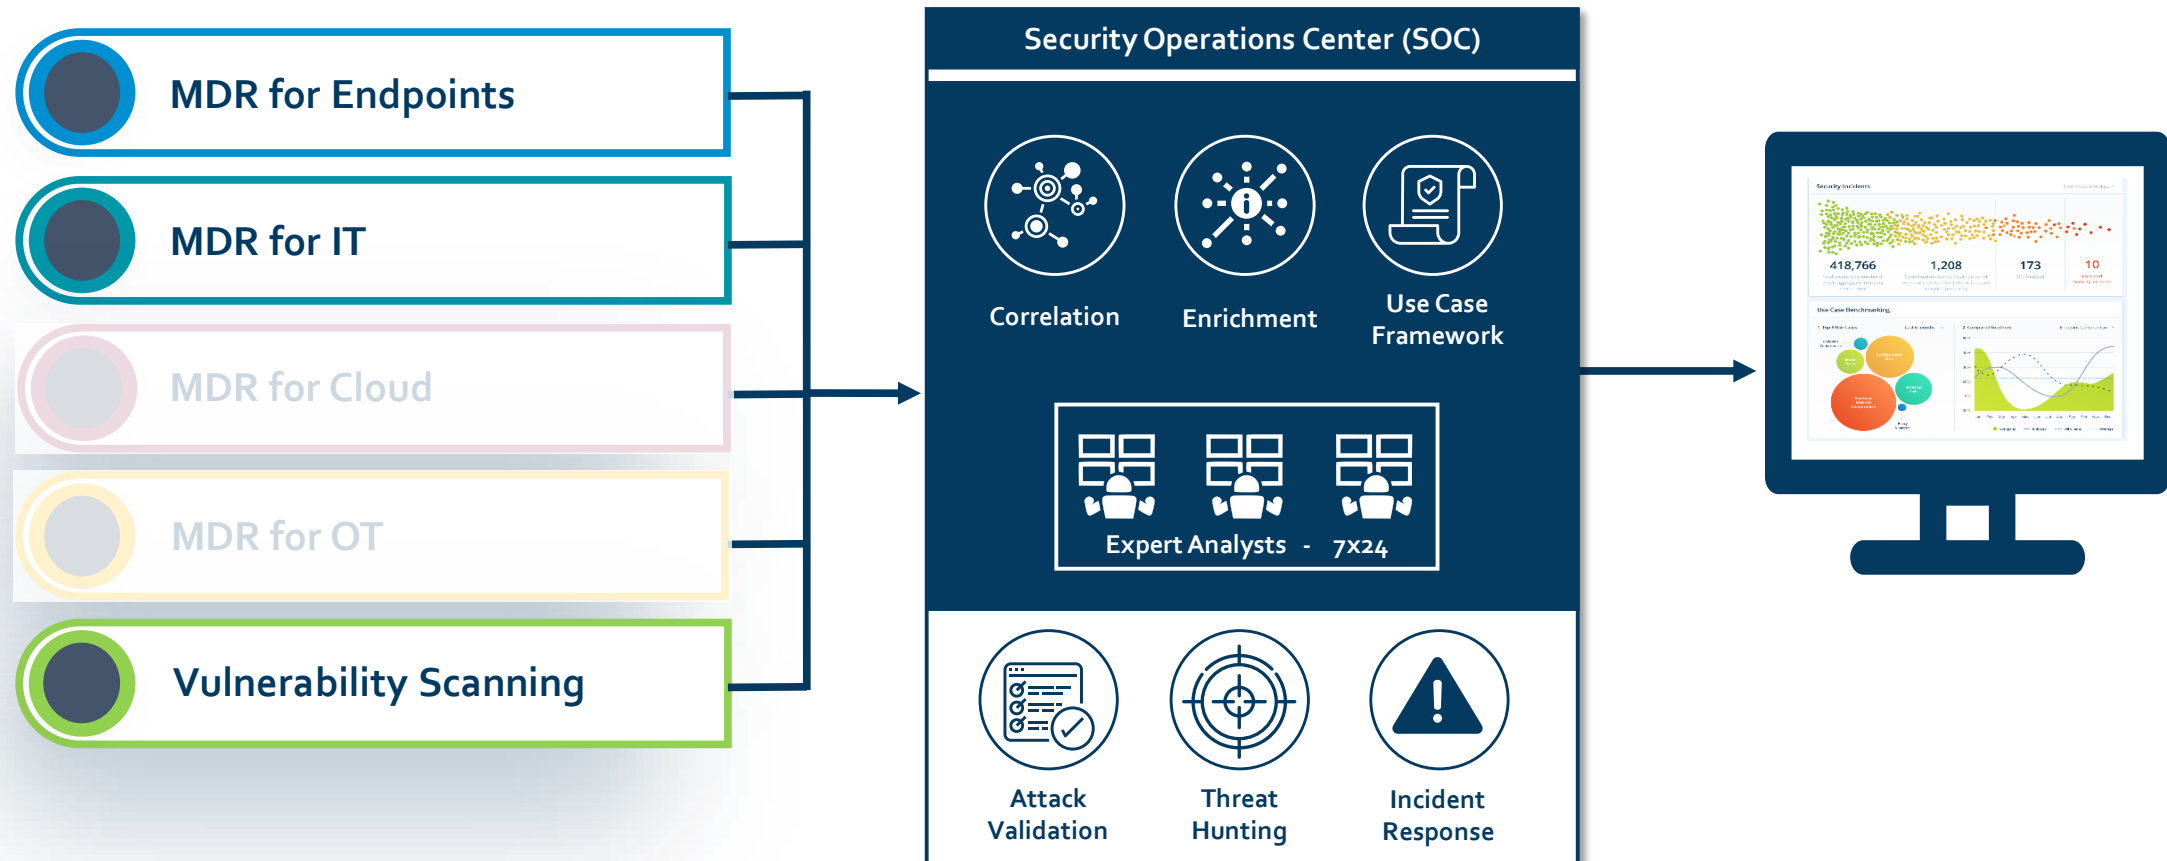 MDR for Endpoints
MDR for IT
MDR for Cloud
MDR for OT
Vulnerability Scanning
Security Operations Center (SOC)
Correlation
Enrichment
Use Case
Framework
Expert Analysts - 7x24
Attack
Validation
Threat
Hunting
Incident
Response
Security Incidents
418,766
1,208
173
10
Use Case Benchmarking